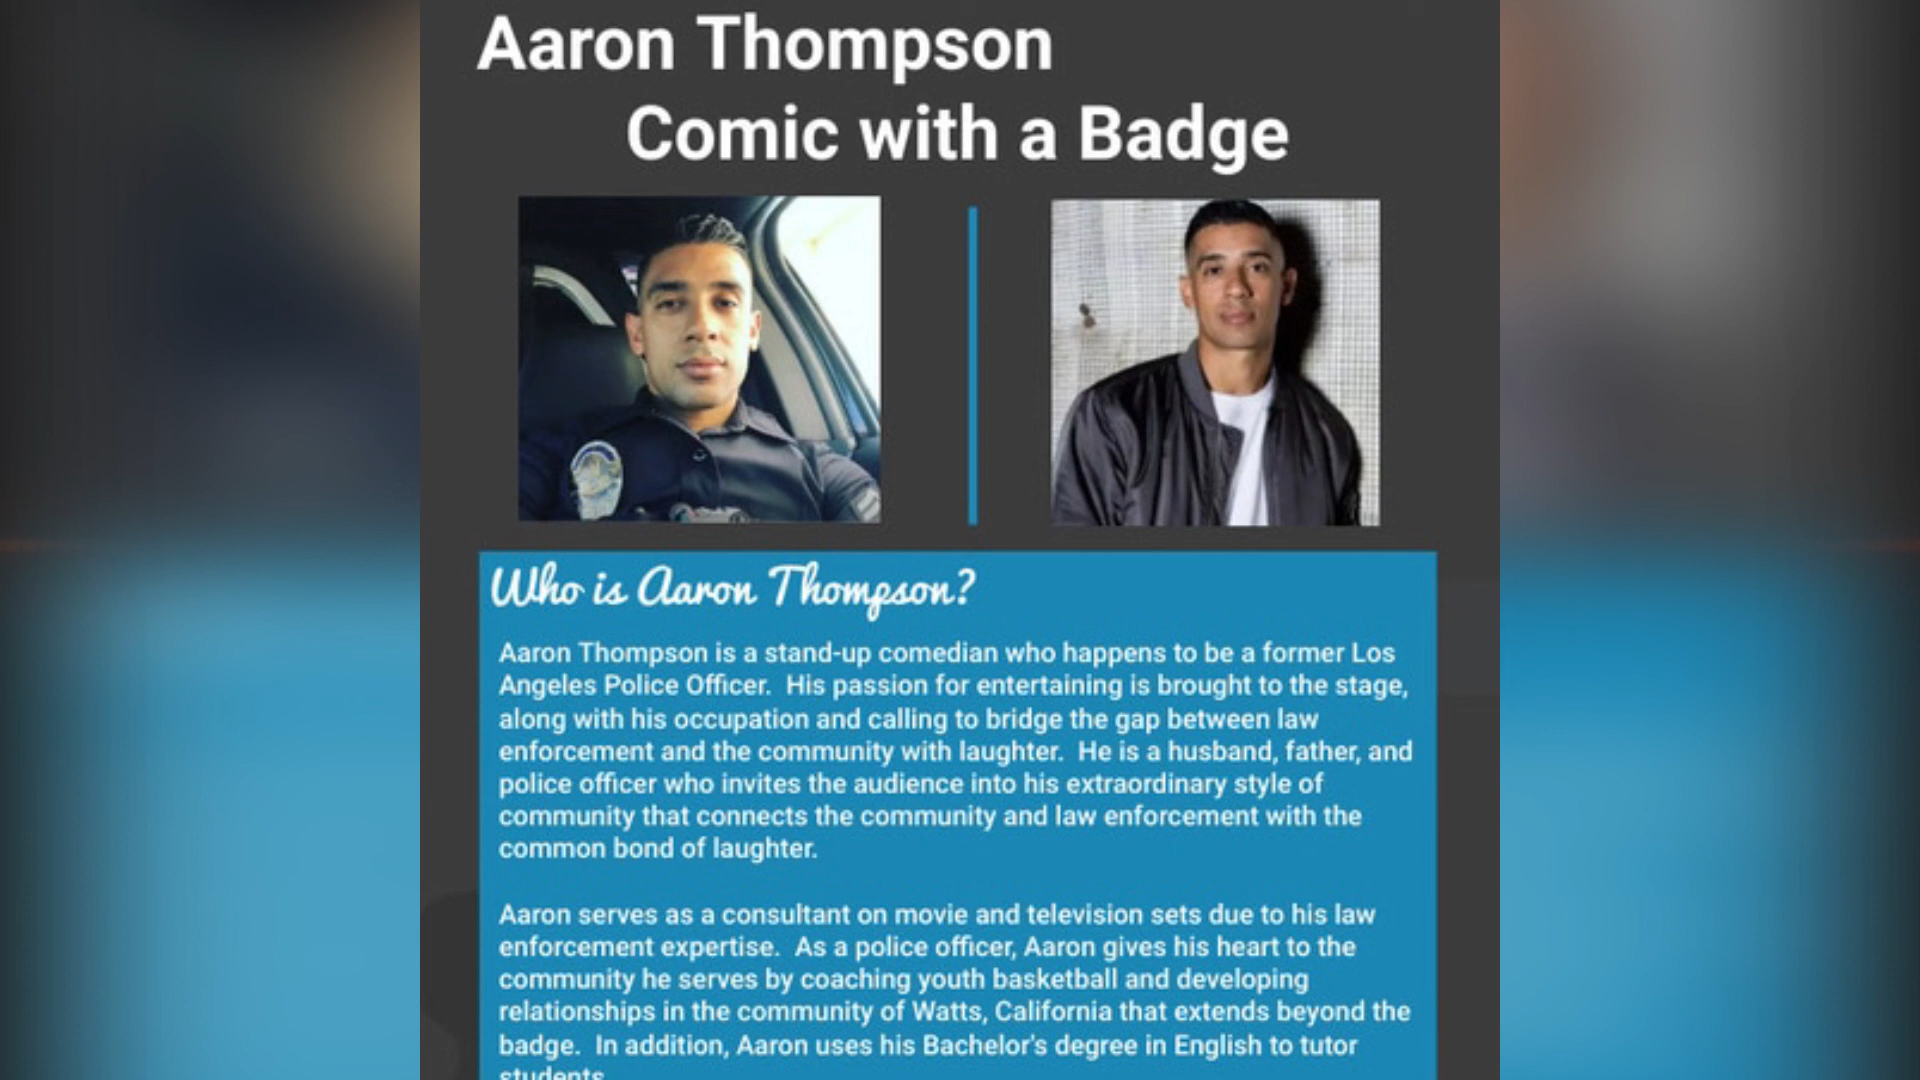 Aaron Thompson
Comic with a Badge
Who is Aaron Thompson?
Aaron Thompson is a stand-up comedian who happens to be a former Los
Angeles Police Officer. His passion for entertaining is brought to the stage,
along with his occupation and calling to bridge the gap between law
enforcement and the community with laughter. He is a husband, father, and
police officer who invites the audience into his extraordinary style of
community that connects the community and law enforcement with the
common bond of laughter.
Aaron serves as a consultant on movie and television sets due to his law
enforcement expertise. As a police officer, Aaron gives his heart to the
community he serves by coaching youth basketball and developing
relationships in the community of Watts, California that extends beyond the
badge. In addition, Aaron uses his Bachelor's degree in English to tutor
students.